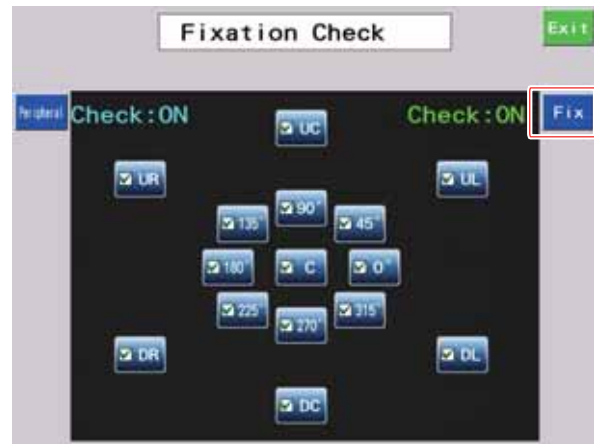 Fixation Check
Exit
Peripheral
Check:ON
Check:ON
Fix
UC
UR
UL
90°
135°
45°
180°
C
0°
225
315°
270°
DR
DL
DC